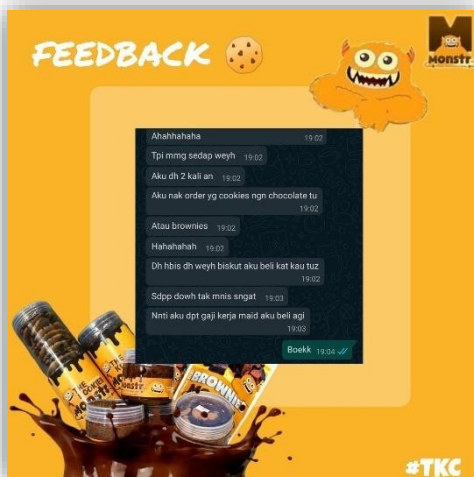 FEEDBACK
Monstr
Ahahhahaha 19:02
Tpi mmg sedap weyh 19:02
Aku dh 2 kali an 19:02
Aku nak order yg cookies ngn chocolate tu
19:02
Atau brownies 19:02
Hahahahah 19:02
Dh hbis dh weyh biskut aku beli kat kau tuz
19:02
Sdpp dowh tak mnis sngat 19:03
Nnti aku dpt gaji kerja maid aku beli agi
19:03
Boekk 19:04
THE
Monstr
BROWNIE
#TKC